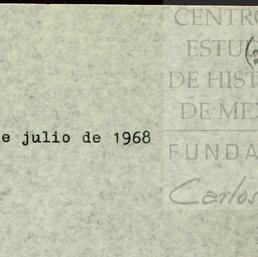 CENTRO
ESTU
DE HIST
DE MEX
e julio de 1968
FUNDA
Carlos